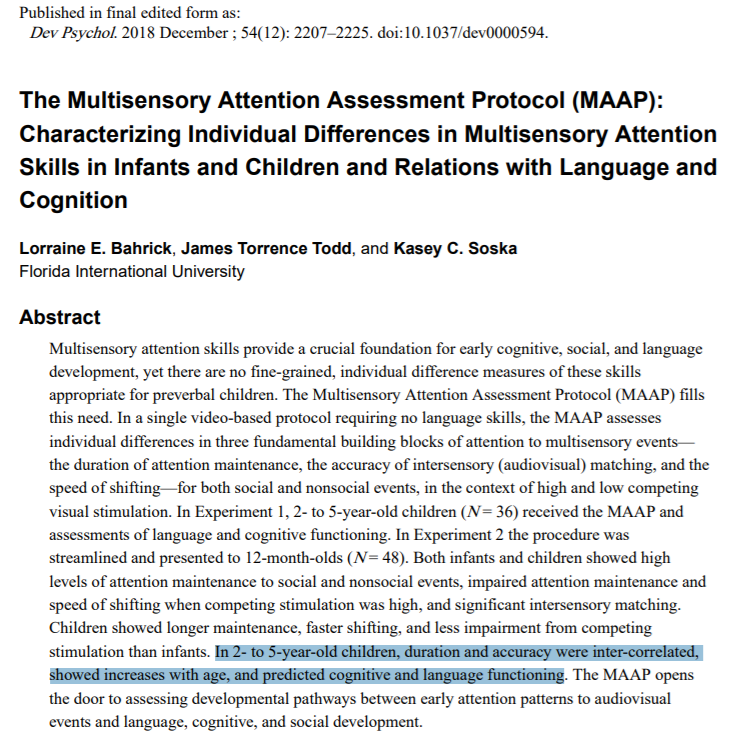 Published in final edited form as:
Dev Psychol. 2018 December ; 54(12): 2207–2225. doi:10.1037/dev0000594.
The Multisensory Attention Assessment Protocol (MAAP):
Characterizing Individual Differences in Multisensory Attention
Skills in Infants and Children and Relations with Language and
Cognition
Lorraine E. Bahrick, James Torrence Todd, and Kasey C. Soska
Florida International University
Abstract
Multisensory attention skills provide a crucial foundation for early cognitive, social, and language
development, yet there are no fine-grained, individual difference measures of these skills
appropriate for preverbal children. The Multisensory Attention Assessment Protocol (MAAP) fills
this need. In a single video-based protocol requiring no language skills, the MAAP assesses
individual differences in three fundamental building blocks of attention to multisensory events—
the duration of attention maintenance, the accuracy of intersensory (audiovisual) matching, and the
speed of shifting—for both social and nonsocial events, in the context of high and low competing
visual stimulation. In Experiment 1, 2- to 5-year-old children (N= 36) received the MAAP and
assessments of language and cognitive functioning. In Experiment 2 the procedure was
streamlined and presented to 12-month-olds (N= 48). Both infants and children showed high
levels of attention maintenance to social and nonsocial events, impaired attention maintenance and
speed of shifting when competing stimulation was high, and significant intersensory matching.
Children showed longer maintenance, faster shifting, and less impairment from competing
stimulation than infants. In 2- to 5-year-old children, duration and accuracy were inter-correlated,
showed increases with age, and predicted cognitive and language functioning. The MAAP opens
the door to assessing developmental pathways between early attention patterns to audiovisual
events and language, cognitive, and social development.